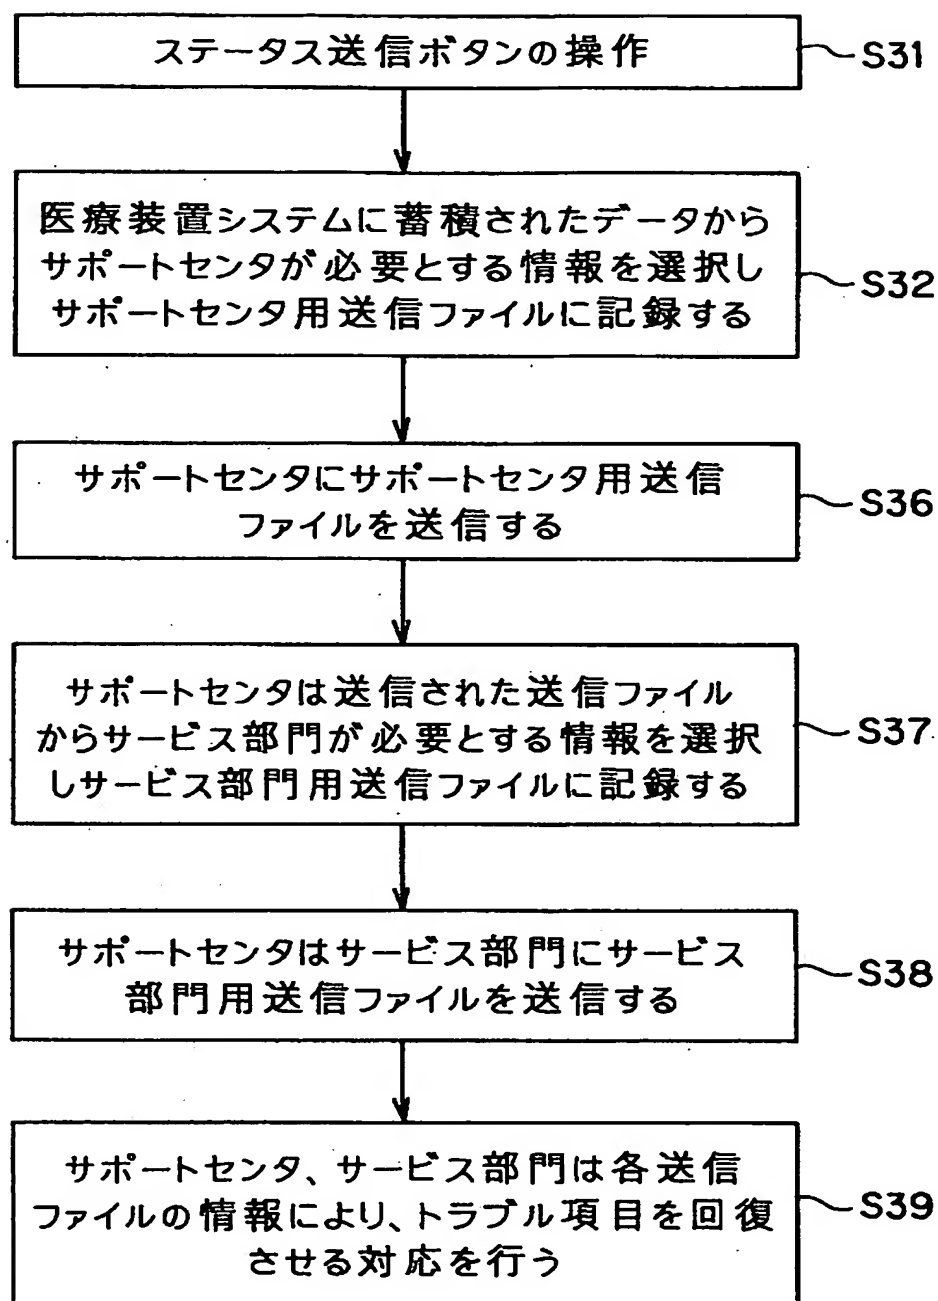 ステータス送信ボタンの操作
S31
医療装置システムに蓄積されたデータから
サポートセンタが必要とする情報を選択し
サポートセンタ用送信ファイルに記録する
S32
サポートセンタにサポートセンタ用送信
ファイルを送信する
S36
サポートセンタは送信された送信ファイル
からサービス部門が必要とする情報を選択
しサービス部門用送信ファイルに記録する
S37
サポートセンタはサービス部門にサービス
部門用送信ファイルを送信する
S38
サポートセンタ、サービス部門は各送信
ファイルの情報により、トラブル項目を回復
させる対応を行う
S39